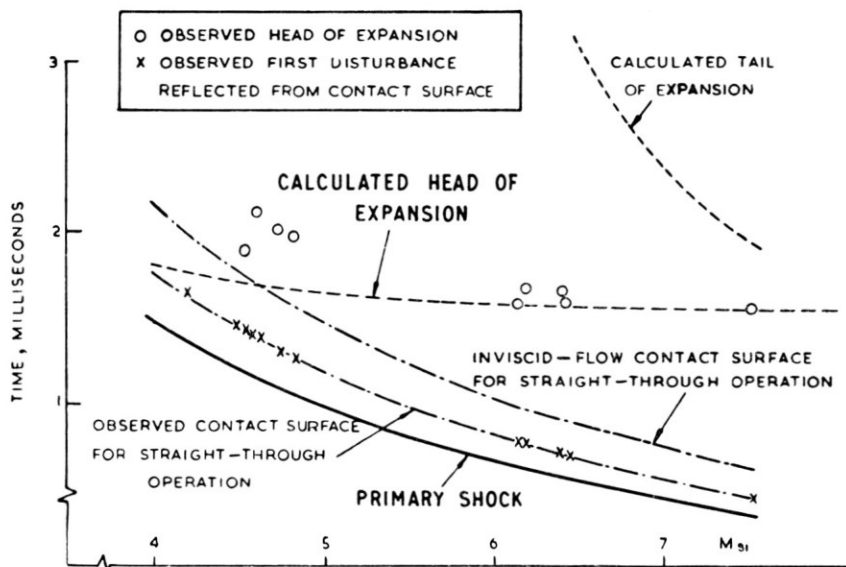 3
O OBSERVED HEAD OF EXPANSION
x OBSERVED FIRST DISTURBANCE
REFLECTED FROM CONTACT SURFACE
CALCULATED TAIL
OF EXPANSION
CALCULATED HEAD OF
EXPANSION
2
TIME, MILLISECONDS
INVISCID-FLOW CONTACT SURFACE
FOR STRAIGHT-THROUGH OPERATION
1
OBSERVED CONTACT SURFACE
FOR STRAIGHT-THROUGH
OPERATION
PRIMARY SHOCK
4 5 6 7 M S1